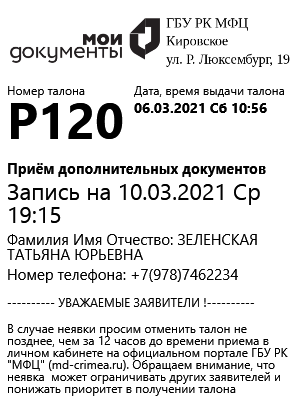 мои
документы
ГБУ РК МФЦ
Кировское
ул. Р. Люксембург, 19
Номер талона
Дата, время выдачи талона
P120
06.03.2021 Сб 10:56
Приём дополнительных документов
Запись на 10.03.2021 Ср
19:15
Фамилия Имя Отчество: ЗЕЛЕНСКАЯ
ТАТЬЯНА ЮРЬЕВНА
Номер телефона: +7(978)7462234
---------- УВАЖАЕМЫЕ ЗАЯВИТЕЛИ !----------
В случае неявки просим отменить талон не
позднее, чем за 12 часов до времени приема в
личном кабинете на официальном портале ГБУ РК
"МФЦ" (md-crimea.ru). Обращаем внимание, что
неявка может ограничивать других заявителей и
понижать приоритет в получении талона